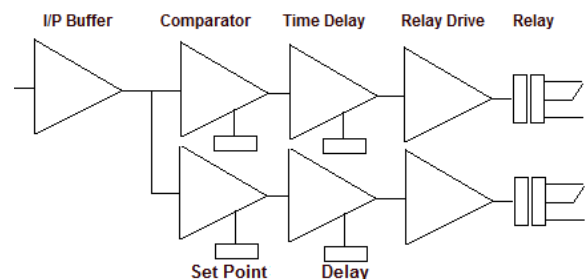 I/P Buffer Comparator Time Delay Relay Drive Relay
Set Point Delay